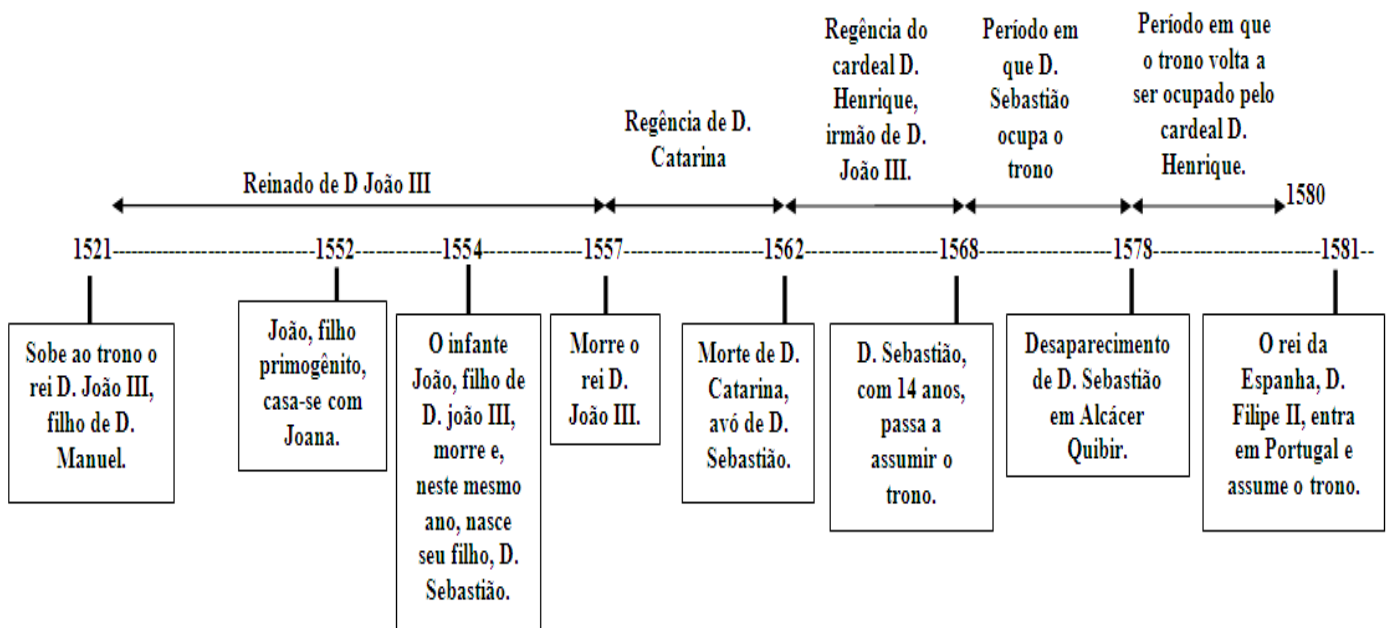 Regência do
cardeal D.
Henrique,
irmão de D.
João III.
Período em
que D.
Sebastião
ocupa o
trono
Período em que
o trono volta a
ser ocupado pelo
cardeal D.
Henrique.
Regência de D.
Catarina
Reinado de D João III
1580
1521 1552 1554 1557 1562 1568 1578 1581
Sobe ao trono o
rei D. João III,
filho de D.
Manuel.
João, filho
primogênito,
casa-se com
Joana.
O infante
João, filho de
D. joão III,
morre e,
neste mesmo
ano, nasce
seu filho, D.
Sebastião.
Morre o
rei D.
João III.
Morte de D.
Catarina,
avó de D.
Sebastião.
D. Sebastião,
com 14 anos,
passa a
assumir o
trono.
Desaparecimento
de D. Sebastião
em Alcácer
Quibir.
O rei da
Espanha, D.
Filipe II, entra
em Portugal e
assume o trono.